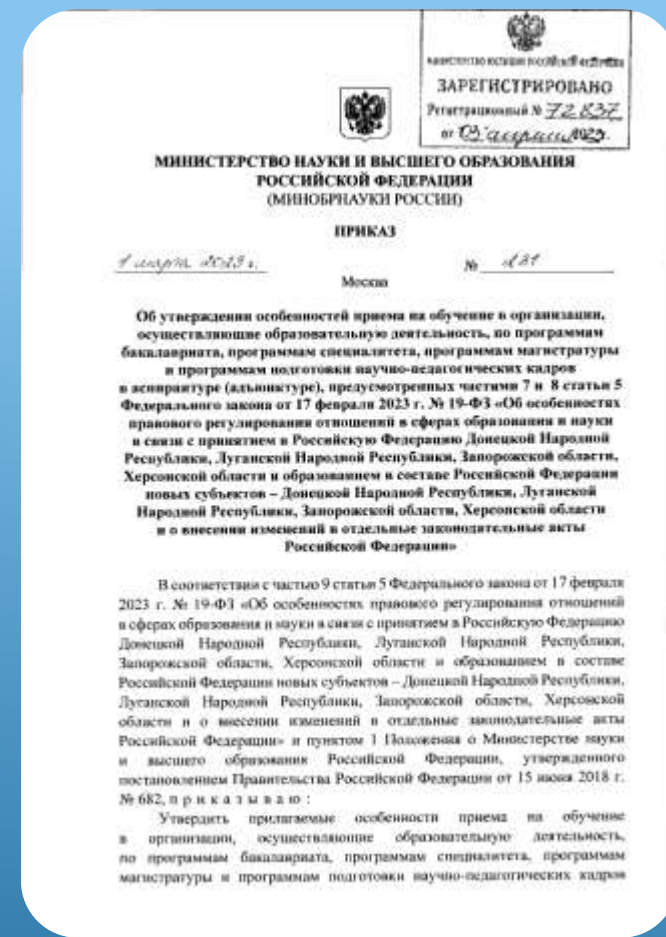 МИНИСТЕРСТВО ЮСТИЦИИ РОССИЙСКОЙ ФЕДЕРАЦИИ
ЗАРЕГИСТРИРОВАНО
Регистрационный № 72837
от 03 апреля 2023.
МИНИСТЕРСТВО НАУКИ И ВЫСШЕГО ОБРАЗОВАНИЯ
РОССИЙСКОЙ ФЕДЕРАЦИИ
(МИНОБРНАУКИ РОССИИ)
ПРИКАЗ
1 марта 2023 г. № 231
Москва
Об утверждении особенностей приема на обучение в организации,
осуществляющие образовательную деятельность, по программам
бакалавриата, программам специалитета, программам магистратуры
и программам подготовки научно-педагогических кадров
в аспирантуре (адъюнктуре), предусмотренных частями 7 и 8 статьи 5
Федерального закона от 17 февраля 2023 г. № 19-ФЗ «Об особенностях
правового регулирования отношений в сферах образования и науки
в связи с принятием в Российскую Федерацию Донецкой Народной
Республики, Луганской Народной Республики, Запорожской области,
Херсонской области и образованием в составе Российской Федерации
новых субъектов – Донецкой Народной Республики, Луганской
Народной Республики, Запорожской области, Херсонской области
и о внесении изменений в отдельные законодательные акты
Российской Федерации»
В соответствии с частью 9 статьи 5 Федерального закона от 17 февраля
2023 г. № 19-ФЗ «Об особенностях правового регулирования отношений
в сферах образования и науки в связи с принятием в Российскую Федерацию
Донецкой Народной Республики, Луганской Народной Республики,
Запорожской области, Херсонской области и образованием в составе
Российской Федерации новых субъектов – Донецкой Народной Республики,
Луганской Народной Республики, Запорожской области, Херсонской
области и о внесении изменений в отдельные законодательные акты
Российской Федерации» и пунктом 1 Положения о Министерстве науки
и высшего образования Российской Федерации, утвержденного
постановлением Правительства Российской Федерации от 15 июня 2018 г.
№ 682, п р и к а з ы в а ю :
Утвердить прилагаемые особенности приема на обучение
в организации, осуществляющие образовательную деятельность,
по программам бакалавриата, программам специалитета, программам
магистратуры и программам подготовки научно-педагогических кадров